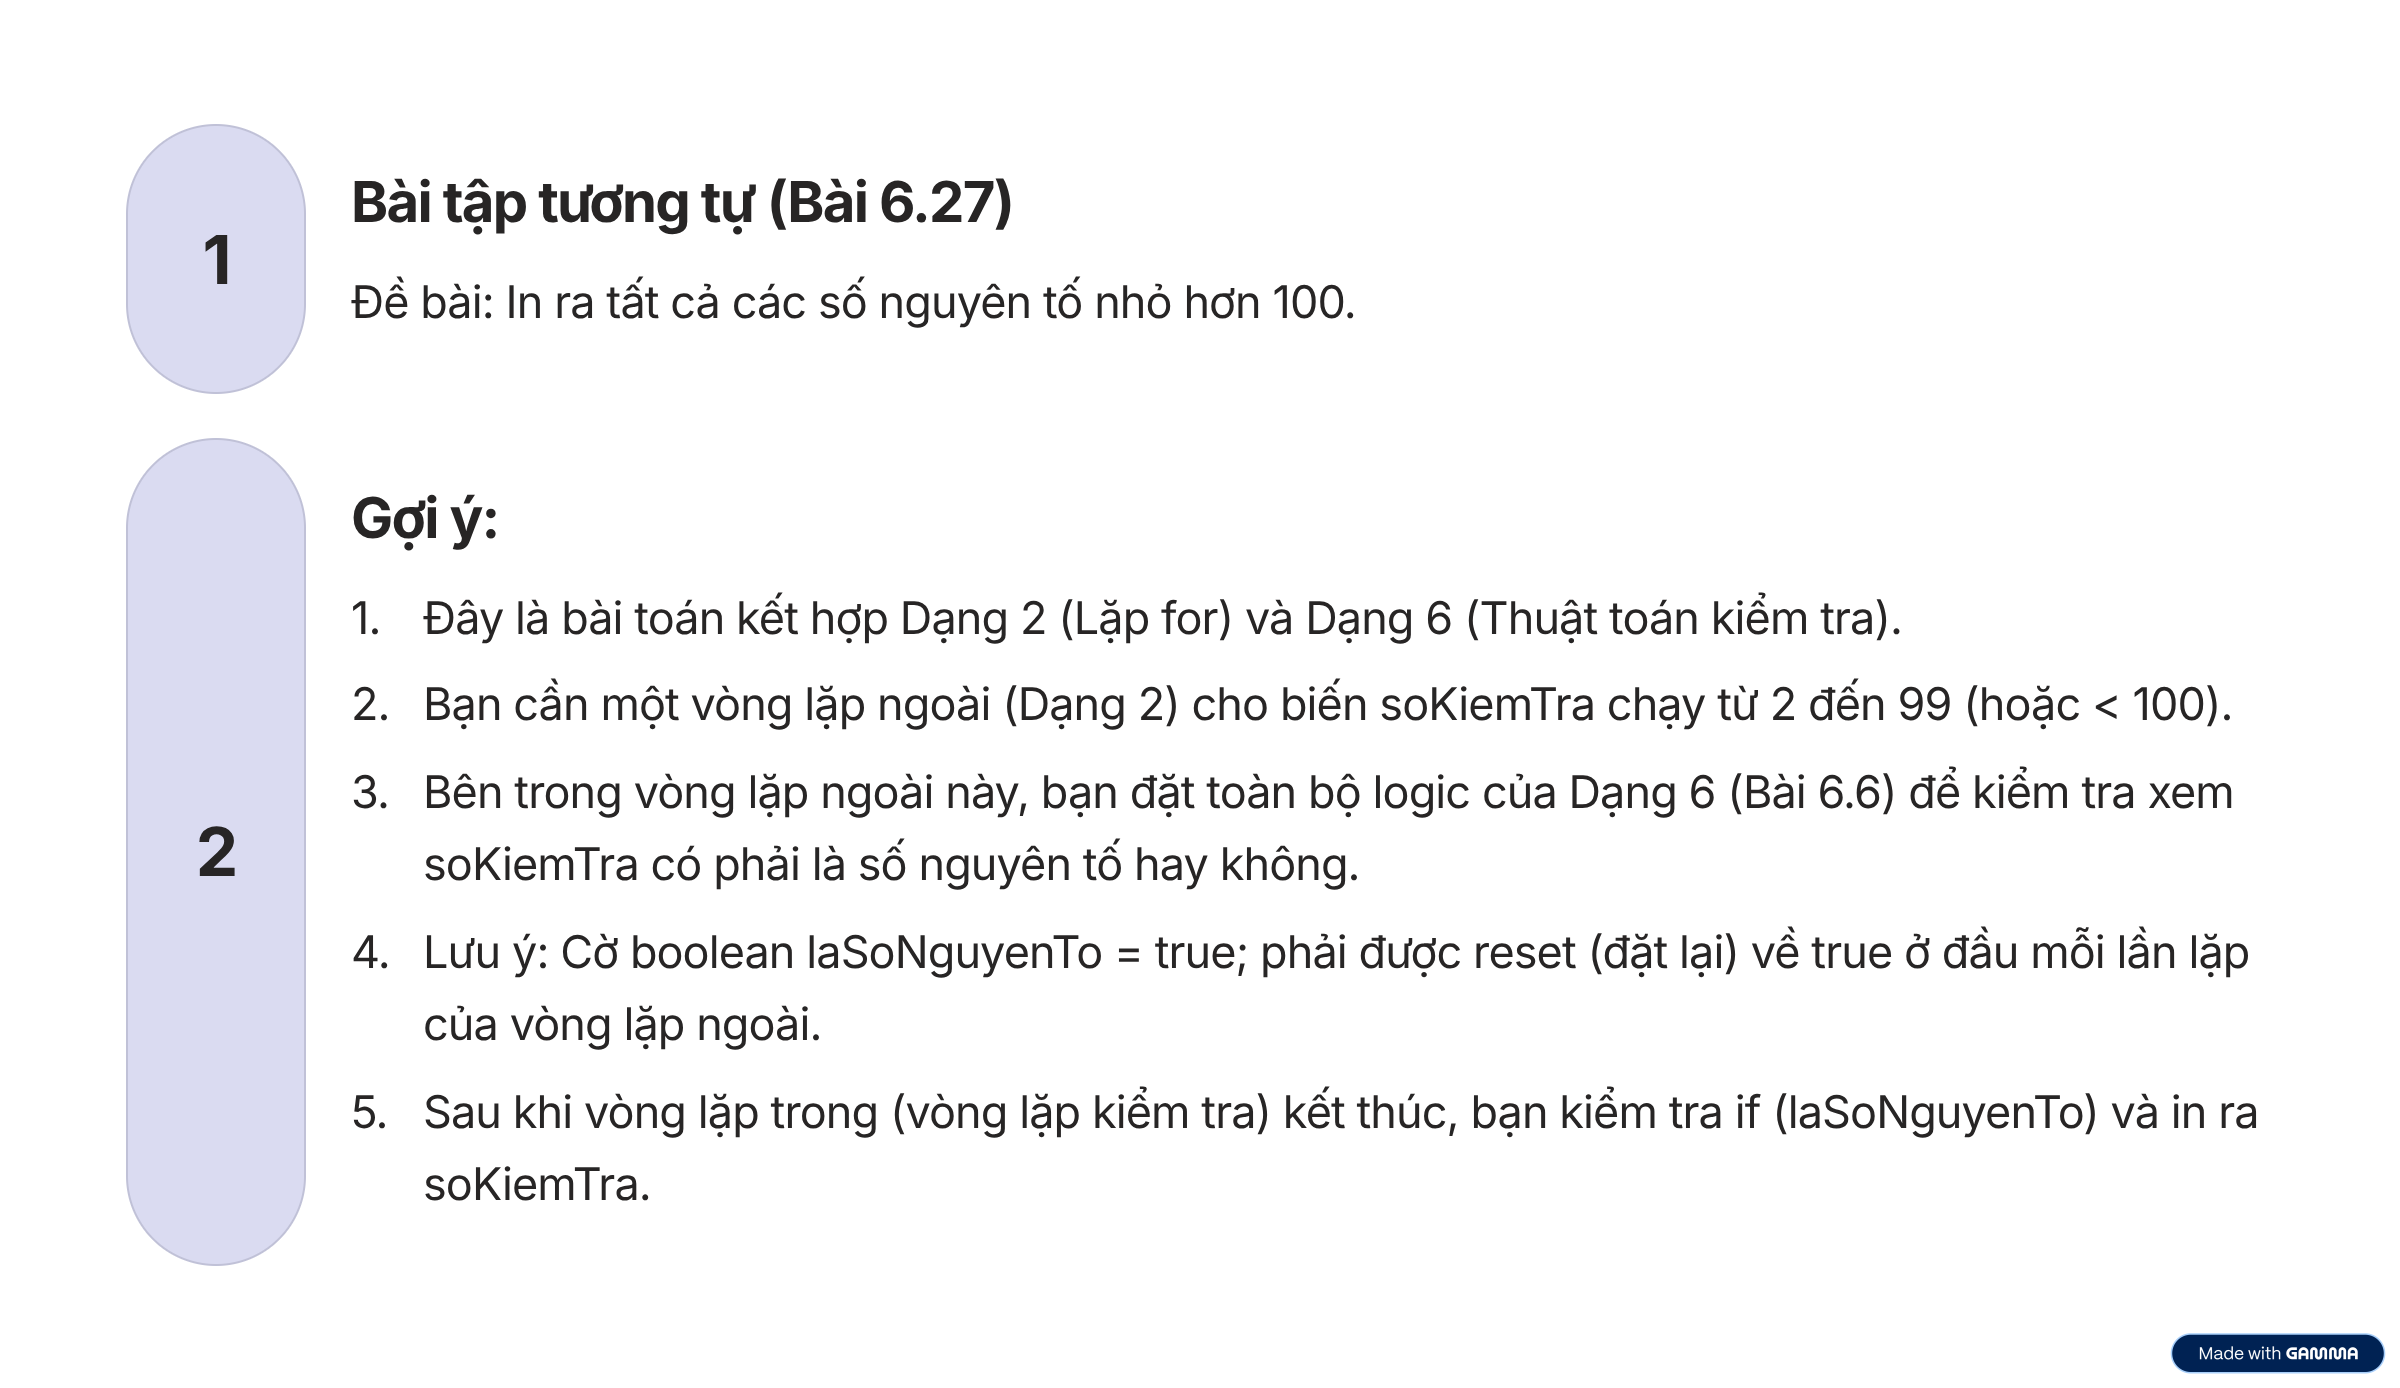 1
Bài tập tương tự (Bài 6.27)
Đề bài: In ra tất cả các số nguyên tố nhỏ hơn 100.
2
Gợi ý:
1. Đây là bài toán kết hợp Dạng 2 (Lặp for) và Dạng 6 (Thuật toán kiểm tra).
2. Bạn cần một vòng lặp ngoài (Dạng 2) cho biến soKiemTra chạy từ 2 đến 99 (hoặc < 100).
3. Bên trong vòng lặp ngoài này, bạn đặt toàn bộ logic của Dạng 6 (Bài 6.6) để kiểm tra xem
soKiemTra có phải là số nguyên tố hay không.
4. Lưu ý: Cờ boolean laSoNguyenTo = true; phải được reset (đặt lại) về true ở đầu mỗi lần lặp
của vòng lặp ngoài.
5. Sau khi vòng lặp trong (vòng lặp kiểm tra) kết thúc, bạn kiểm tra if (laSoNguyenTo) và in ra
soKiemTra.
Made with GAMMA